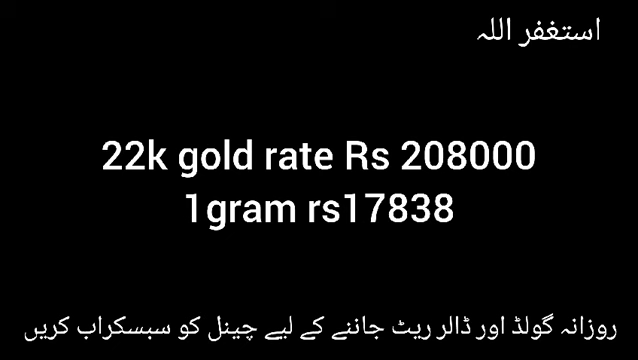 استغفر اللہ
22k gold rate Rs 208000
1gram rs17838
روزانہ گولڈ اور ڈالر ریٹ جاننے کے لیے چینل کو سبسکراب کریں